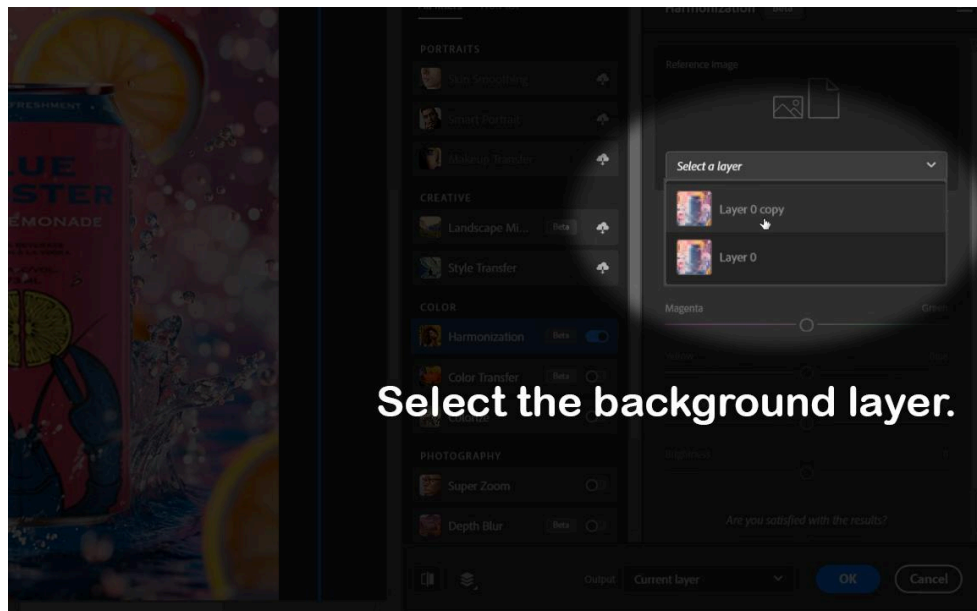 Harmonization Beta
PORTRAITS
Skin Smoothing
Smart Portrait
Makeup Transfer
CREATIVE
Landscape Mi... Beta
Style Transfer
COLOR
Harmonization Beta
Color Transfer Beta
Colorize
PHOTOGRAPHY
Super Zoom
Depth Blur Beta
Reference Image
Select a layer
Layer 0 copy
Layer 0
Magenta Green
Yellow
Brightness
Are you satisfied with the results?
Output Current layer OK Cancel
FRESHMENT
LUE
STER
EMONADE
Select the background layer.